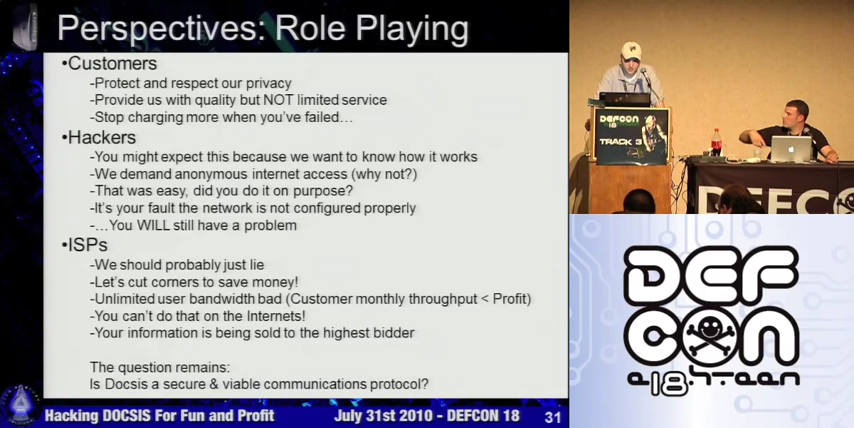 Perspectives: Role Playing
•Customers
-Protect and respect our privacy
-Provide us with quality but NOT limited service
-Stop charging more when you've failed…
•Hackers
-You might expect this because we want to know how it works
-We demand anonymous internet access (why not?)
-That was easy, did you do it on purpose?
-It's your fault the network is not configured properly
-…You WILL still have a problem
•ISPs
-We should probably just lie
-Let's cut corners to save money!
-Unlimited user bandwidth bad (Customer monthly throughput < Profit)
-You can't do that on the Internets!
-Your information is being sold to the highest bidder
The question remains:
Is Docsis a secure & viable communications protocol?
Hacking DOCSIS For Fun and Profit July 31st 2010 - DEFCON 18 31
DEFCON
18
TRACK 3
DEFCO
DEF
CON
e18h-teen